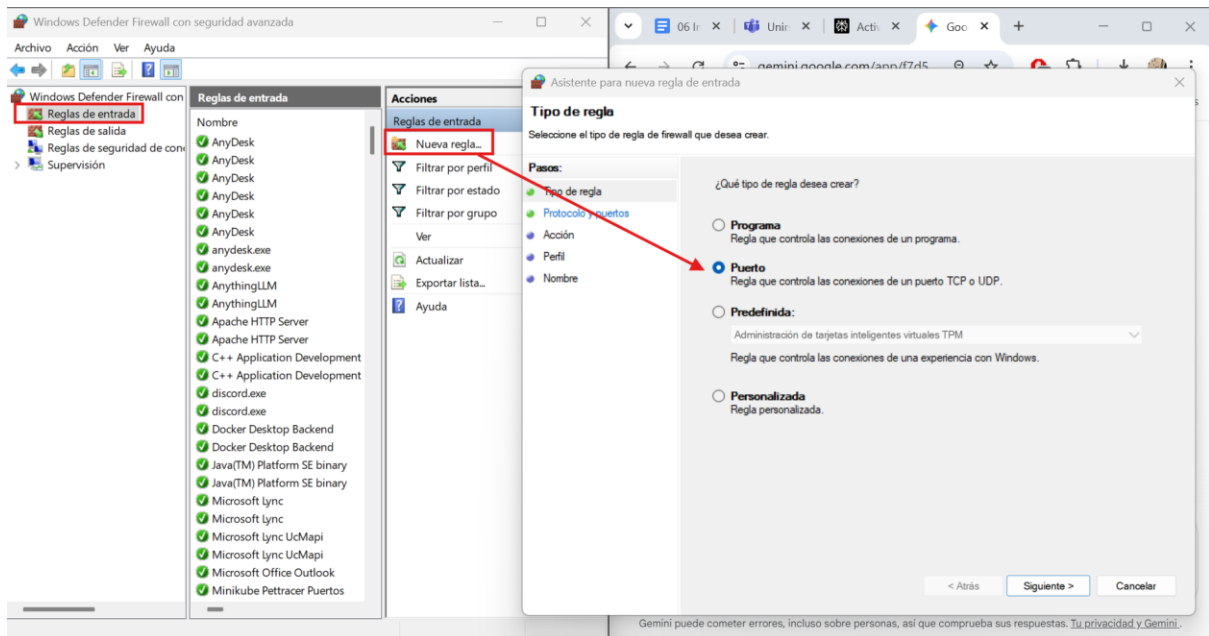 Windows Defender Firewall con seguridad avanzada
Archivo Acción Ver Ayuda
Windows Defender Firewall con
Reglas de entrada
Reglas de salida
Reglas de seguridad de con
Supervisión
Reglas de entrada
Nombre
AnyDesk
AnyDesk
AnyDesk
AnyDesk
AnyDesk
AnyDesk
anydesk.exe
anydesk.exe
AnythingLLM
AnythingLLM
Apache HTTP Server
Apache HTTP Server
C++ Application Development
C++ Application Development
discord.exe
discord.exe
Docker Desktop Backend
Docker Desktop Backend
Java(TM) Platform SE binary
Java(TM) Platform SE binary
Microsoft Lync
Microsoft Lync
Microsoft Lync UcMapi
Microsoft Lync UcMapi
Microsoft Office Outlook
Minikube Pettracer Puertos
Acciones
Reglas de entrada
Nueva regla...
Filtrar por perfil
Filtrar por estado
Filtrar por grupo
Ver
Actualizar
Exportar lista...
Ayuda
06 Ir
Unir
Activ
Goo
gemini.google.com/app/f7d5
Asistente para nueva regla de entrada
Tipo de regla
Seleccione el tipo de regla de firewall que desea crear.
Pasos:
Tipo de regla
Protocolo y puertos
Acción
Perfil
Nombre
¿Qué tipo de regla desea crear?
Programa
Regla que controla las conexiones de un programa.
Puerto
Regla que controla las conexiones de un puerto TCP o UDP.
Predefinida:
Administración de tarjetas inteligentes virtuales TPM
Regla que controla las conexiones de una experiencia con Windows.
Personalizada
Regla personalizada.
< Atrás Siguiente > Cancelar
Gemini puede cometer errores, incluso sobre personas, así que comprueba sus respuestas. Tu privacidad y Gemini.